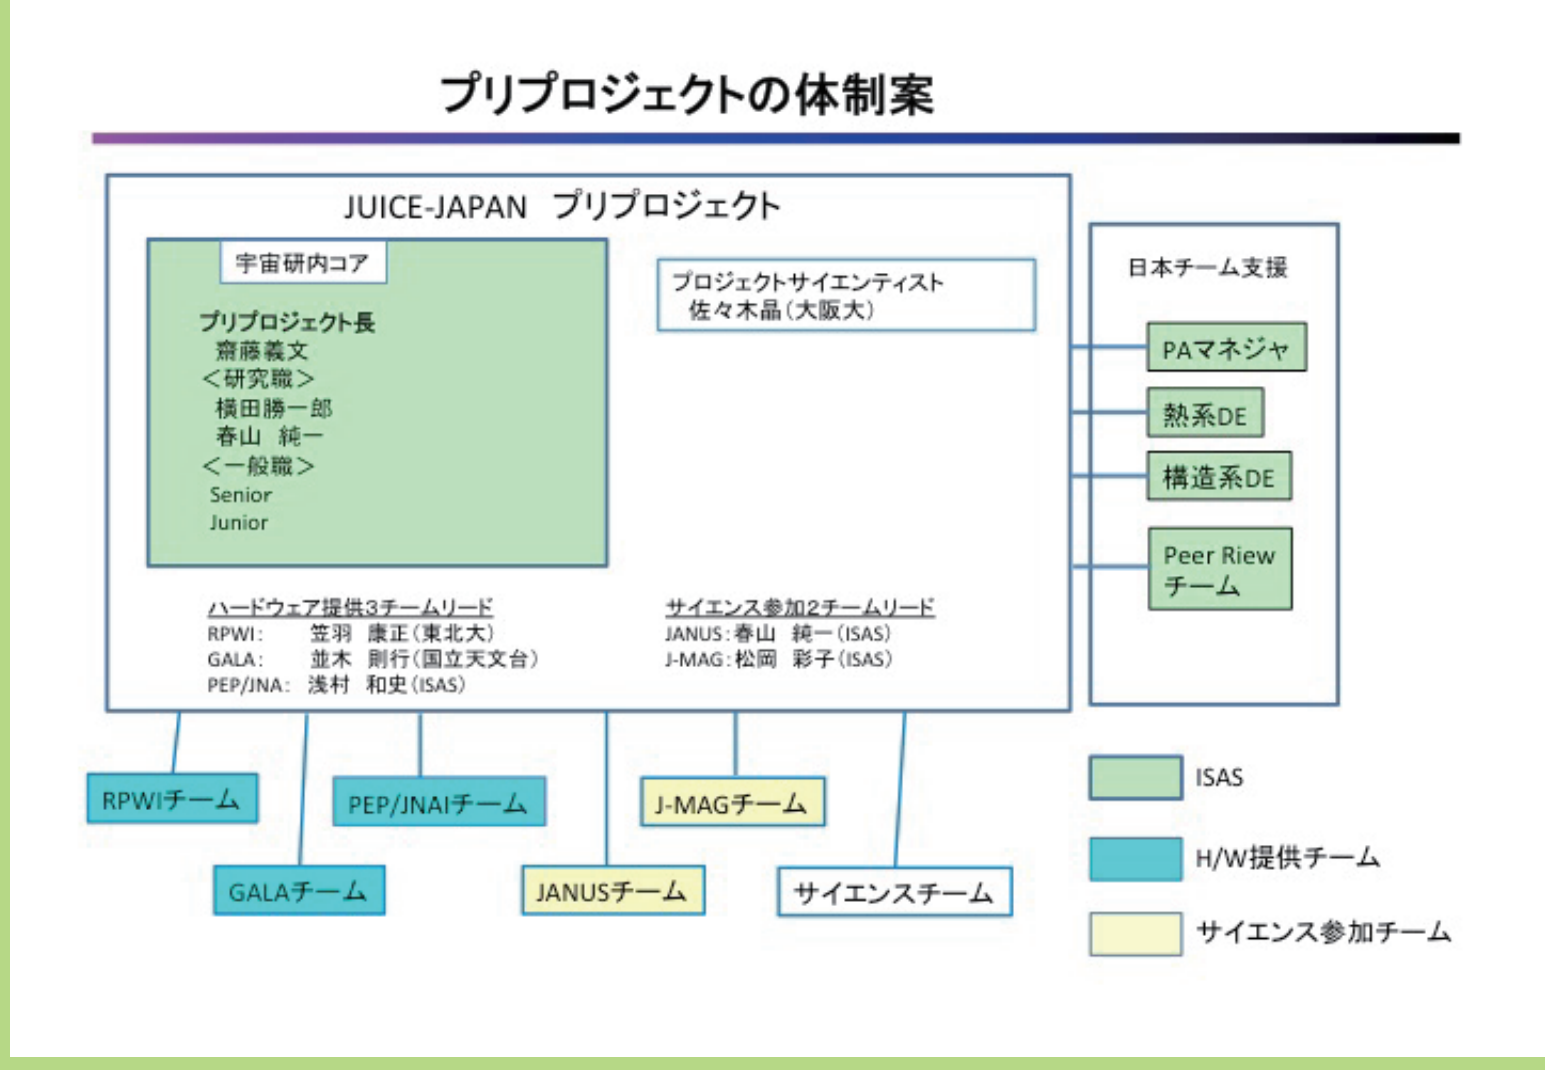 プリプロジェクトの体制案
JUICE-JAPAN　プリプロジェクト
宇宙研内コア
プリプロジェクト長
齋藤義文
＜研究職＞
横田勝一郎
春山　純一
＜一般職＞
Senior
Junior
プロジェクトサイエンティスト
佐々木晶（大阪大）
ハードウェア提供3チームリード
RPWI：　笠羽　康正（東北大）
GALA：　並木　則行（国立天文台）
PEP/JNA：　浅村　和史（ISAS）
サイエンス参加2チームリード
JANUS：春山　純一（ISAS）
J-MAG：松岡　彩子（ISAS）
日本チーム支援
PAマネジャ
熱系DE
構造系DE
Peer Riew
チーム
RPWIチーム
PEP/JNAIチーム
J-MAGチーム
GALAチーム
JANUSチーム
サイエンスチーム
ISAS
H/W提供チーム
サイエンス参加チーム